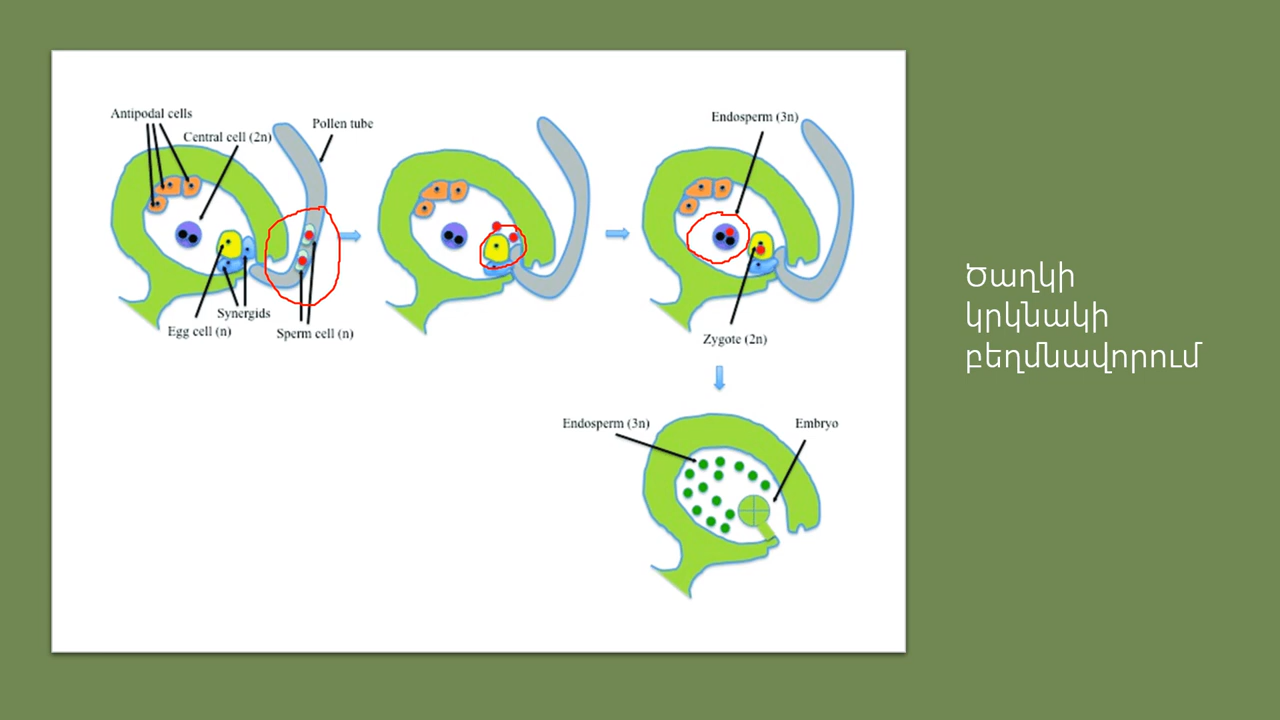 Antipodal cells
Central cell (2n)
Pollen tube
Egg cell (n)
Synergids
Sperm cell (n)
Endosperm (3n)
Zygote (2n)
Endosperm (3n)
Embryo
Ծաղկի
կրկնակի
բեղմնավորում